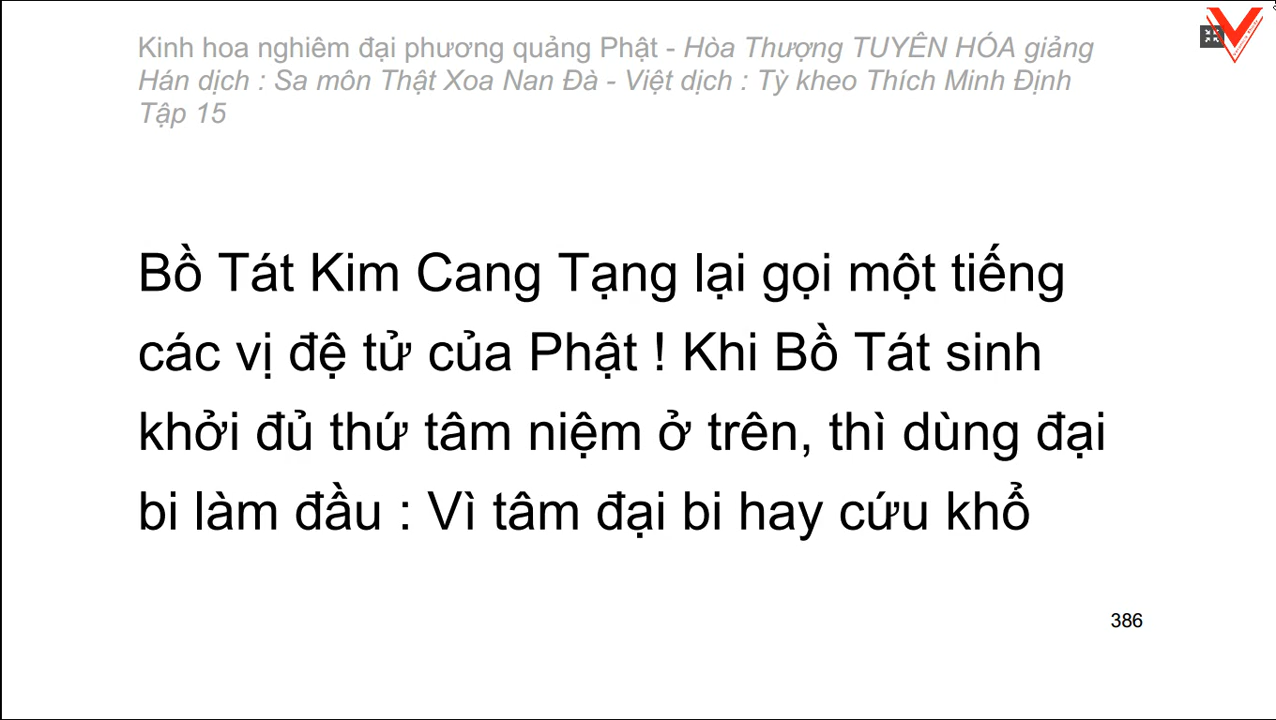 Kinh hoa nghiêm đại phương quảng Phật - Hòa Thượng TUYÊN HÓA giảng
Hán dịch : Sa môn Thật Xoa Nan Đà - Việt dịch : Tỳ kheo Thích Minh Định
Tập 15
Bồ Tát Kim Cang Tạng lại gọi một tiếng
các vị đệ tử của Phật ! Khi Bồ Tát sinh
khởi đủ thứ tâm niệm ở trên, thì dùng đại
bi làm đầu : Vì tâm đại bi hay cứu khổ
386